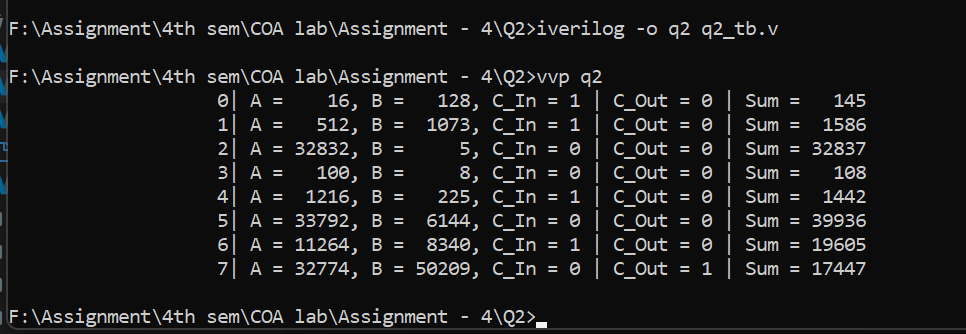 F:\Assignment\4th sem\COA lab\Assignment - 4\Q2>iverilog -o q2 q2_tb.v
F:\Assignment\4th sem\COA lab\Assignment - 4\Q2>vvp q2
                   0| A =    16, B =   128, C_In = 1 | C_Out = 0 | Sum =   145
                   1| A =   512, B =  1073, C_In = 1 | C_Out = 0 | Sum =  1586
                   2| A = 32832, B =     5, C_In = 0 | C_Out = 0 | Sum = 32837
                   3| A =   100, B =     8, C_In = 0 | C_Out = 0 | Sum =   108
                   4| A =  1216, B =   225, C_In = 1 | C_Out = 0 | Sum =  1442
                   5| A = 33792, B =  6144, C_In = 0 | C_Out = 0 | Sum = 39936
                   6| A = 11264, B =  8340, C_In = 1 | C_Out = 0 | Sum = 19605
                   7| A = 32774, B = 50209, C_In = 0 | C_Out = 1 | Sum = 17447
F:\Assignment\4th sem\COA lab\Assignment - 4\Q2>